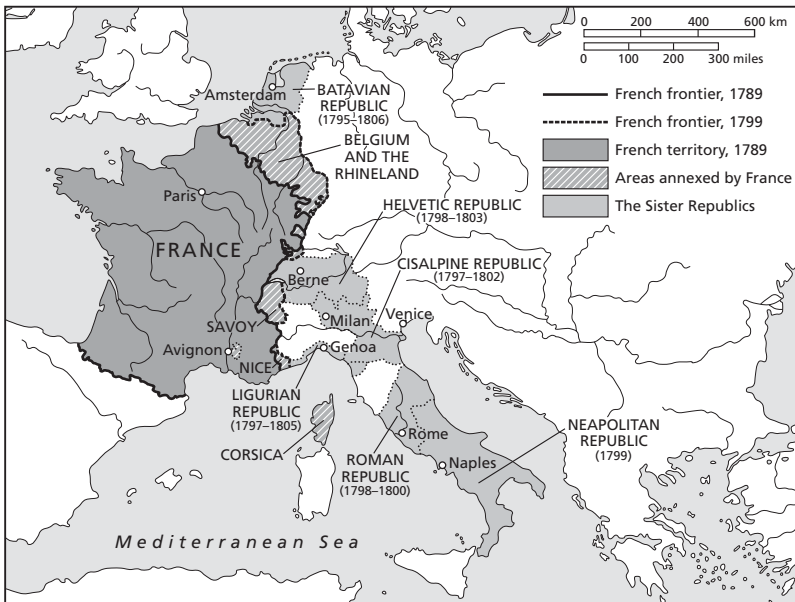 0 200 400 600 km
0 100 200 300 miles
French frontier, 1789
French frontier, 1799
French territory, 1789
Areas annexed by France
The Sister Republics
Amsterdam
BATAVIAN
REPUBLIC
(1795–1806)
BELGIUM
AND THE
RHINELAND
Paris
HELVETIC REPUBLIC
(1798–1803)
FRANCE
CISALPINE REPUBLIC
(1797–1802)
Berne
SAVOY
Milan
Venice
Avignon
Genoa
NICE
LIGURIAN
REPUBLIC
(1797–1805)
CORSICA
Rome
ROMAN
REPUBLIC
(1798–1800)
Naples
NEAPOLITAN
REPUBLIC
(1799)
Mediterranean Sea